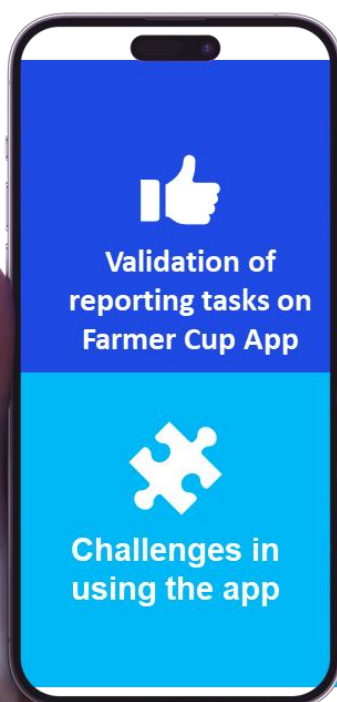 Validation of
reporting tasks on
Farmer Cup App
Challenges in
using the app